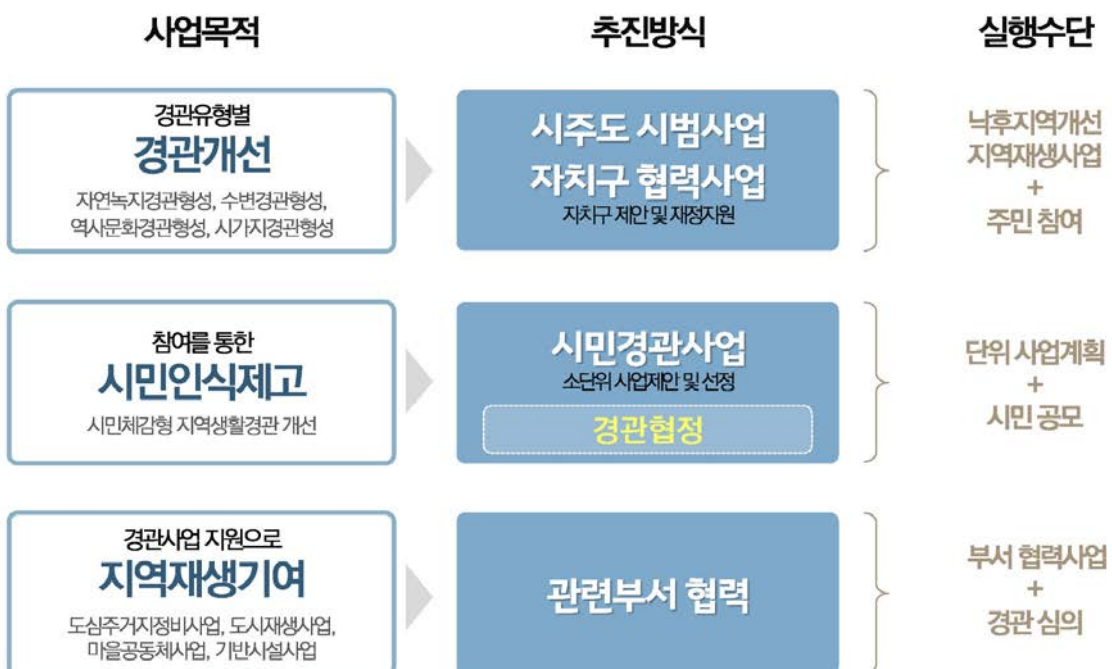 사업목적
추진방식
실행수단
경관유형별
경관개선
자연녹지경관형성, 수변경관형성,
역사문화경관형성, 시가지경관형성
시주도 시범사업
자치구 협력사업
자치구 제안 및 재정지원
낙후지역개선
지역재생사업
+
주민 참여
참여를 통한
시민인식제고
시민체감형 지역생활경관 개선
시민경관사업
소단위 사업제안 및 선정
경관협정
단위 사업계획
+
시민 공모
경관사업 지원으로
지역재생기여
도심주거지정비사업, 도시재생사업,
마을공동체사업, 기반시설사업
관련부서 협력
부서 협력사업
+
경관 심의